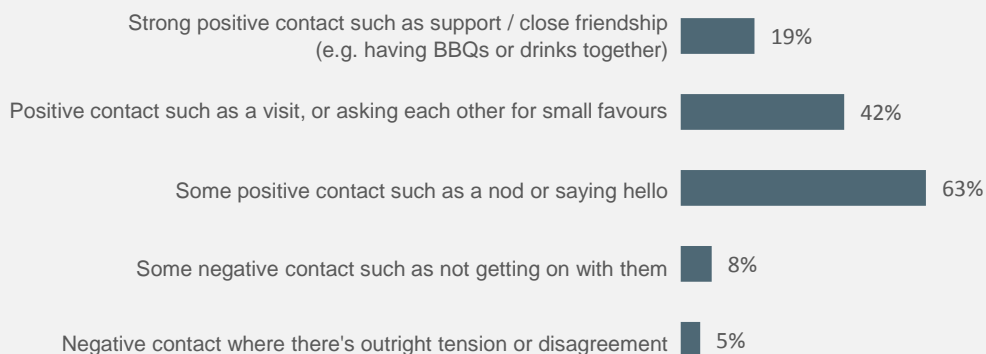 Strong positive contact such as support / close friendship
(e.g. having BBQs or drinks together)
19%
Positive contact such as a visit, or asking each other for small favours
42%
Some positive contact such as a nod or saying hello
63%
Some negative contact such as not getting on with them
8%
Negative contact where there's outright tension or disagreement
5%